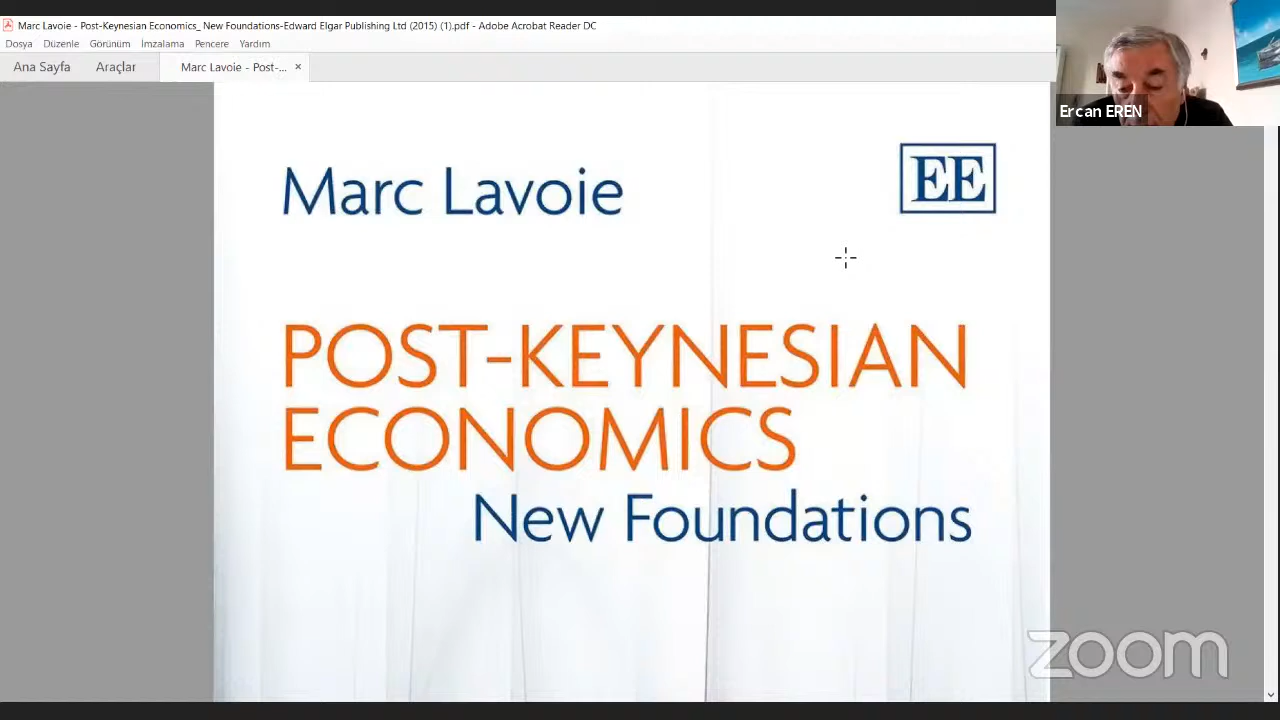 Marc Lavoie - Post-Keynesian Economics_ New Foundations-Edward Elgar Publishing Ltd (2015) (1).pdf - Adobe Acrobat Reader DC
Dosya Düzenle Görünüm İmzalama Pencere Yardım
Ana Sayfa Araçlar Marc Lavoie - Post-... ×
Ercan EREN
Marc Lavoie
EE
POST-KEYNESIAN
ECONOMICS
New Foundations
zoom